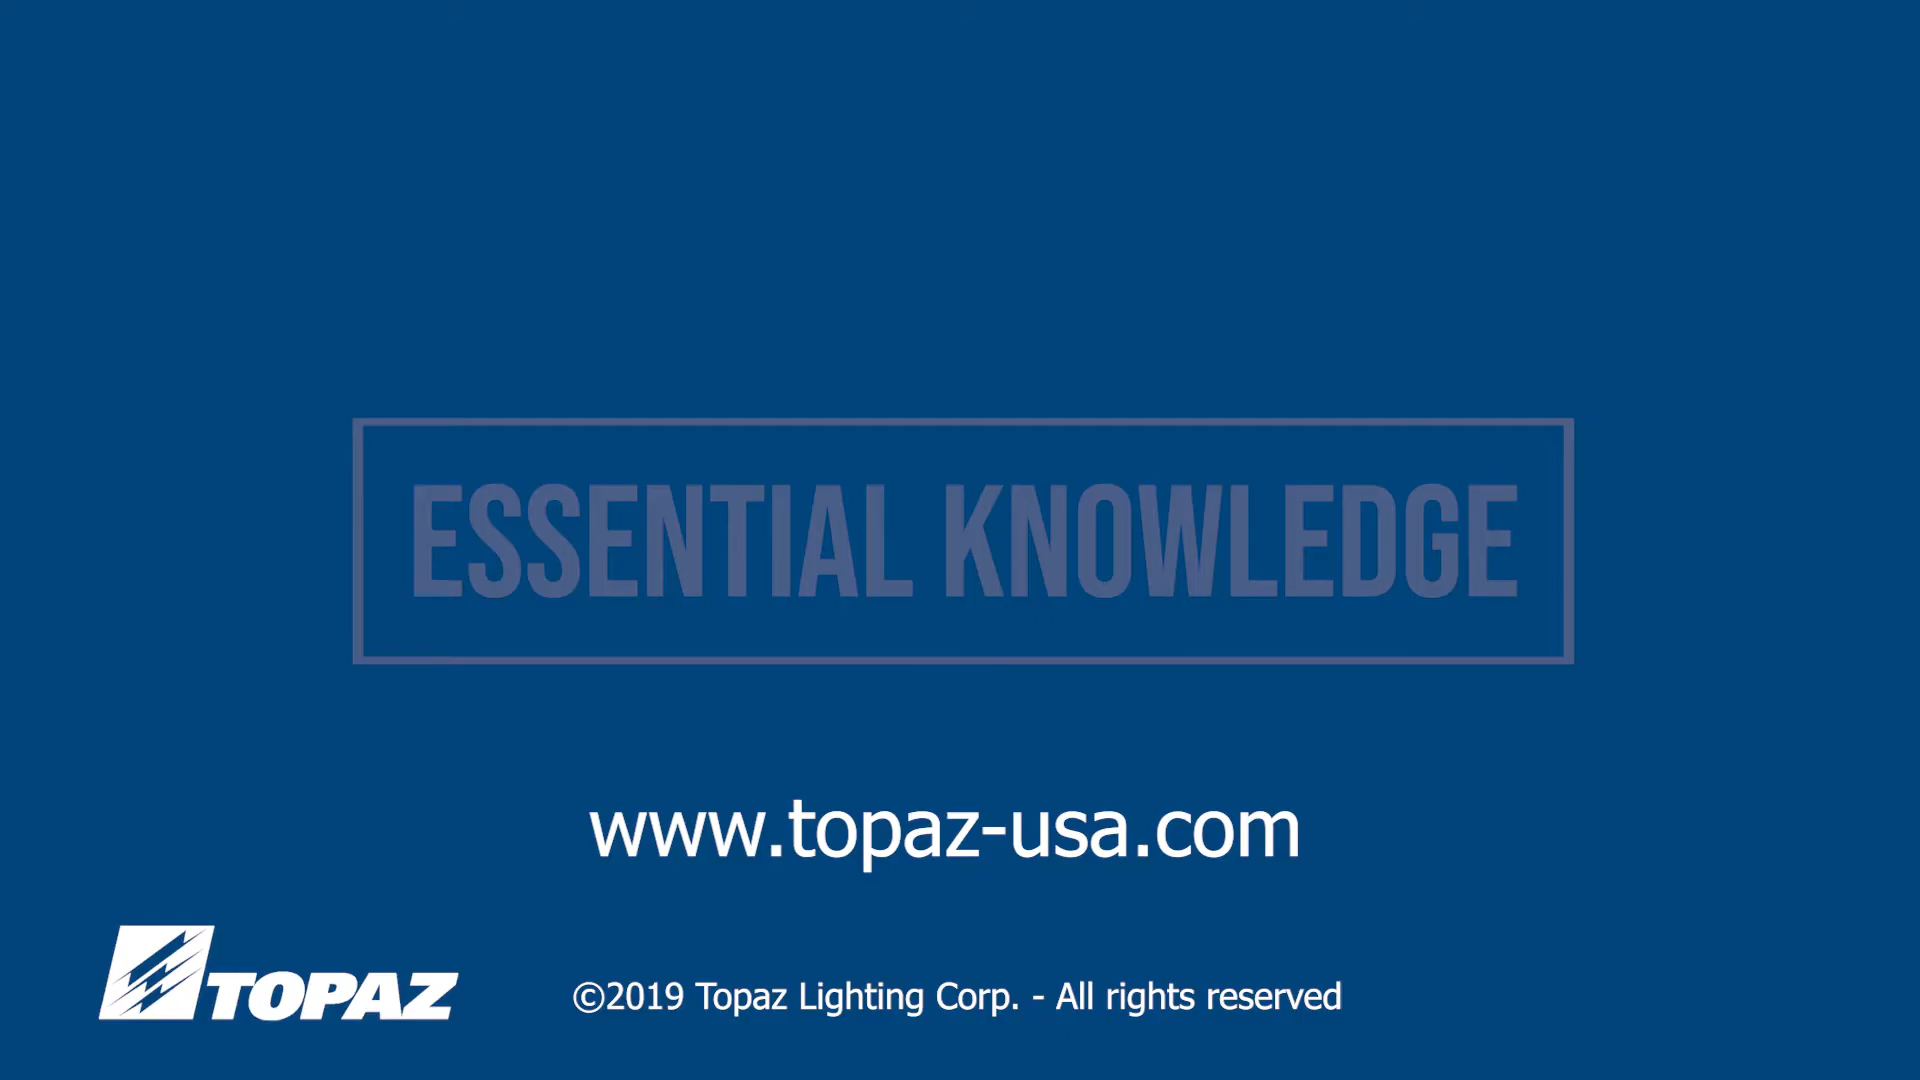 ESSENTIAL KNOWLEDGE
www.topaz-usa.com
TOPAZ
©2019 Topaz Lighting Corp. - All rights reserved